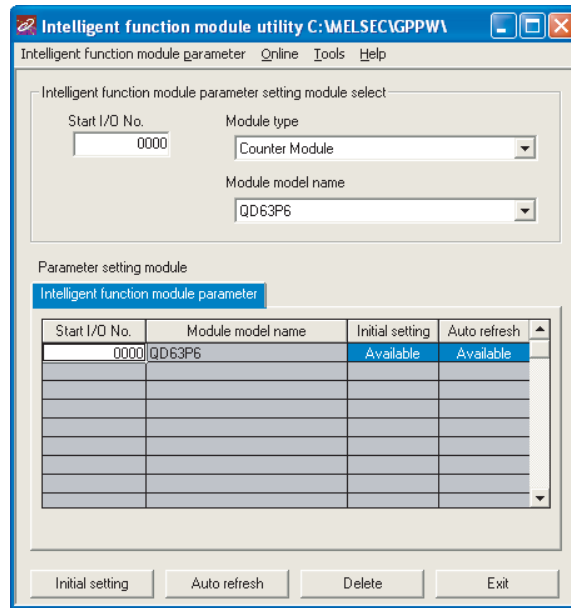 Intelligent function module utility C:\MELSEC\GPPW\
Intelligent function module parameter Online Tools Help
Intelligent function module parameter setting module select
Start I/O No. Module type
0000 Counter Module
Module model name
QD63P6
Parameter setting module
Intelligent function module parameter
Start I/O No. Module model name Initial setting Auto refresh
0000 QD63P6 Available Available
Initial setting Auto refresh Delete Exit